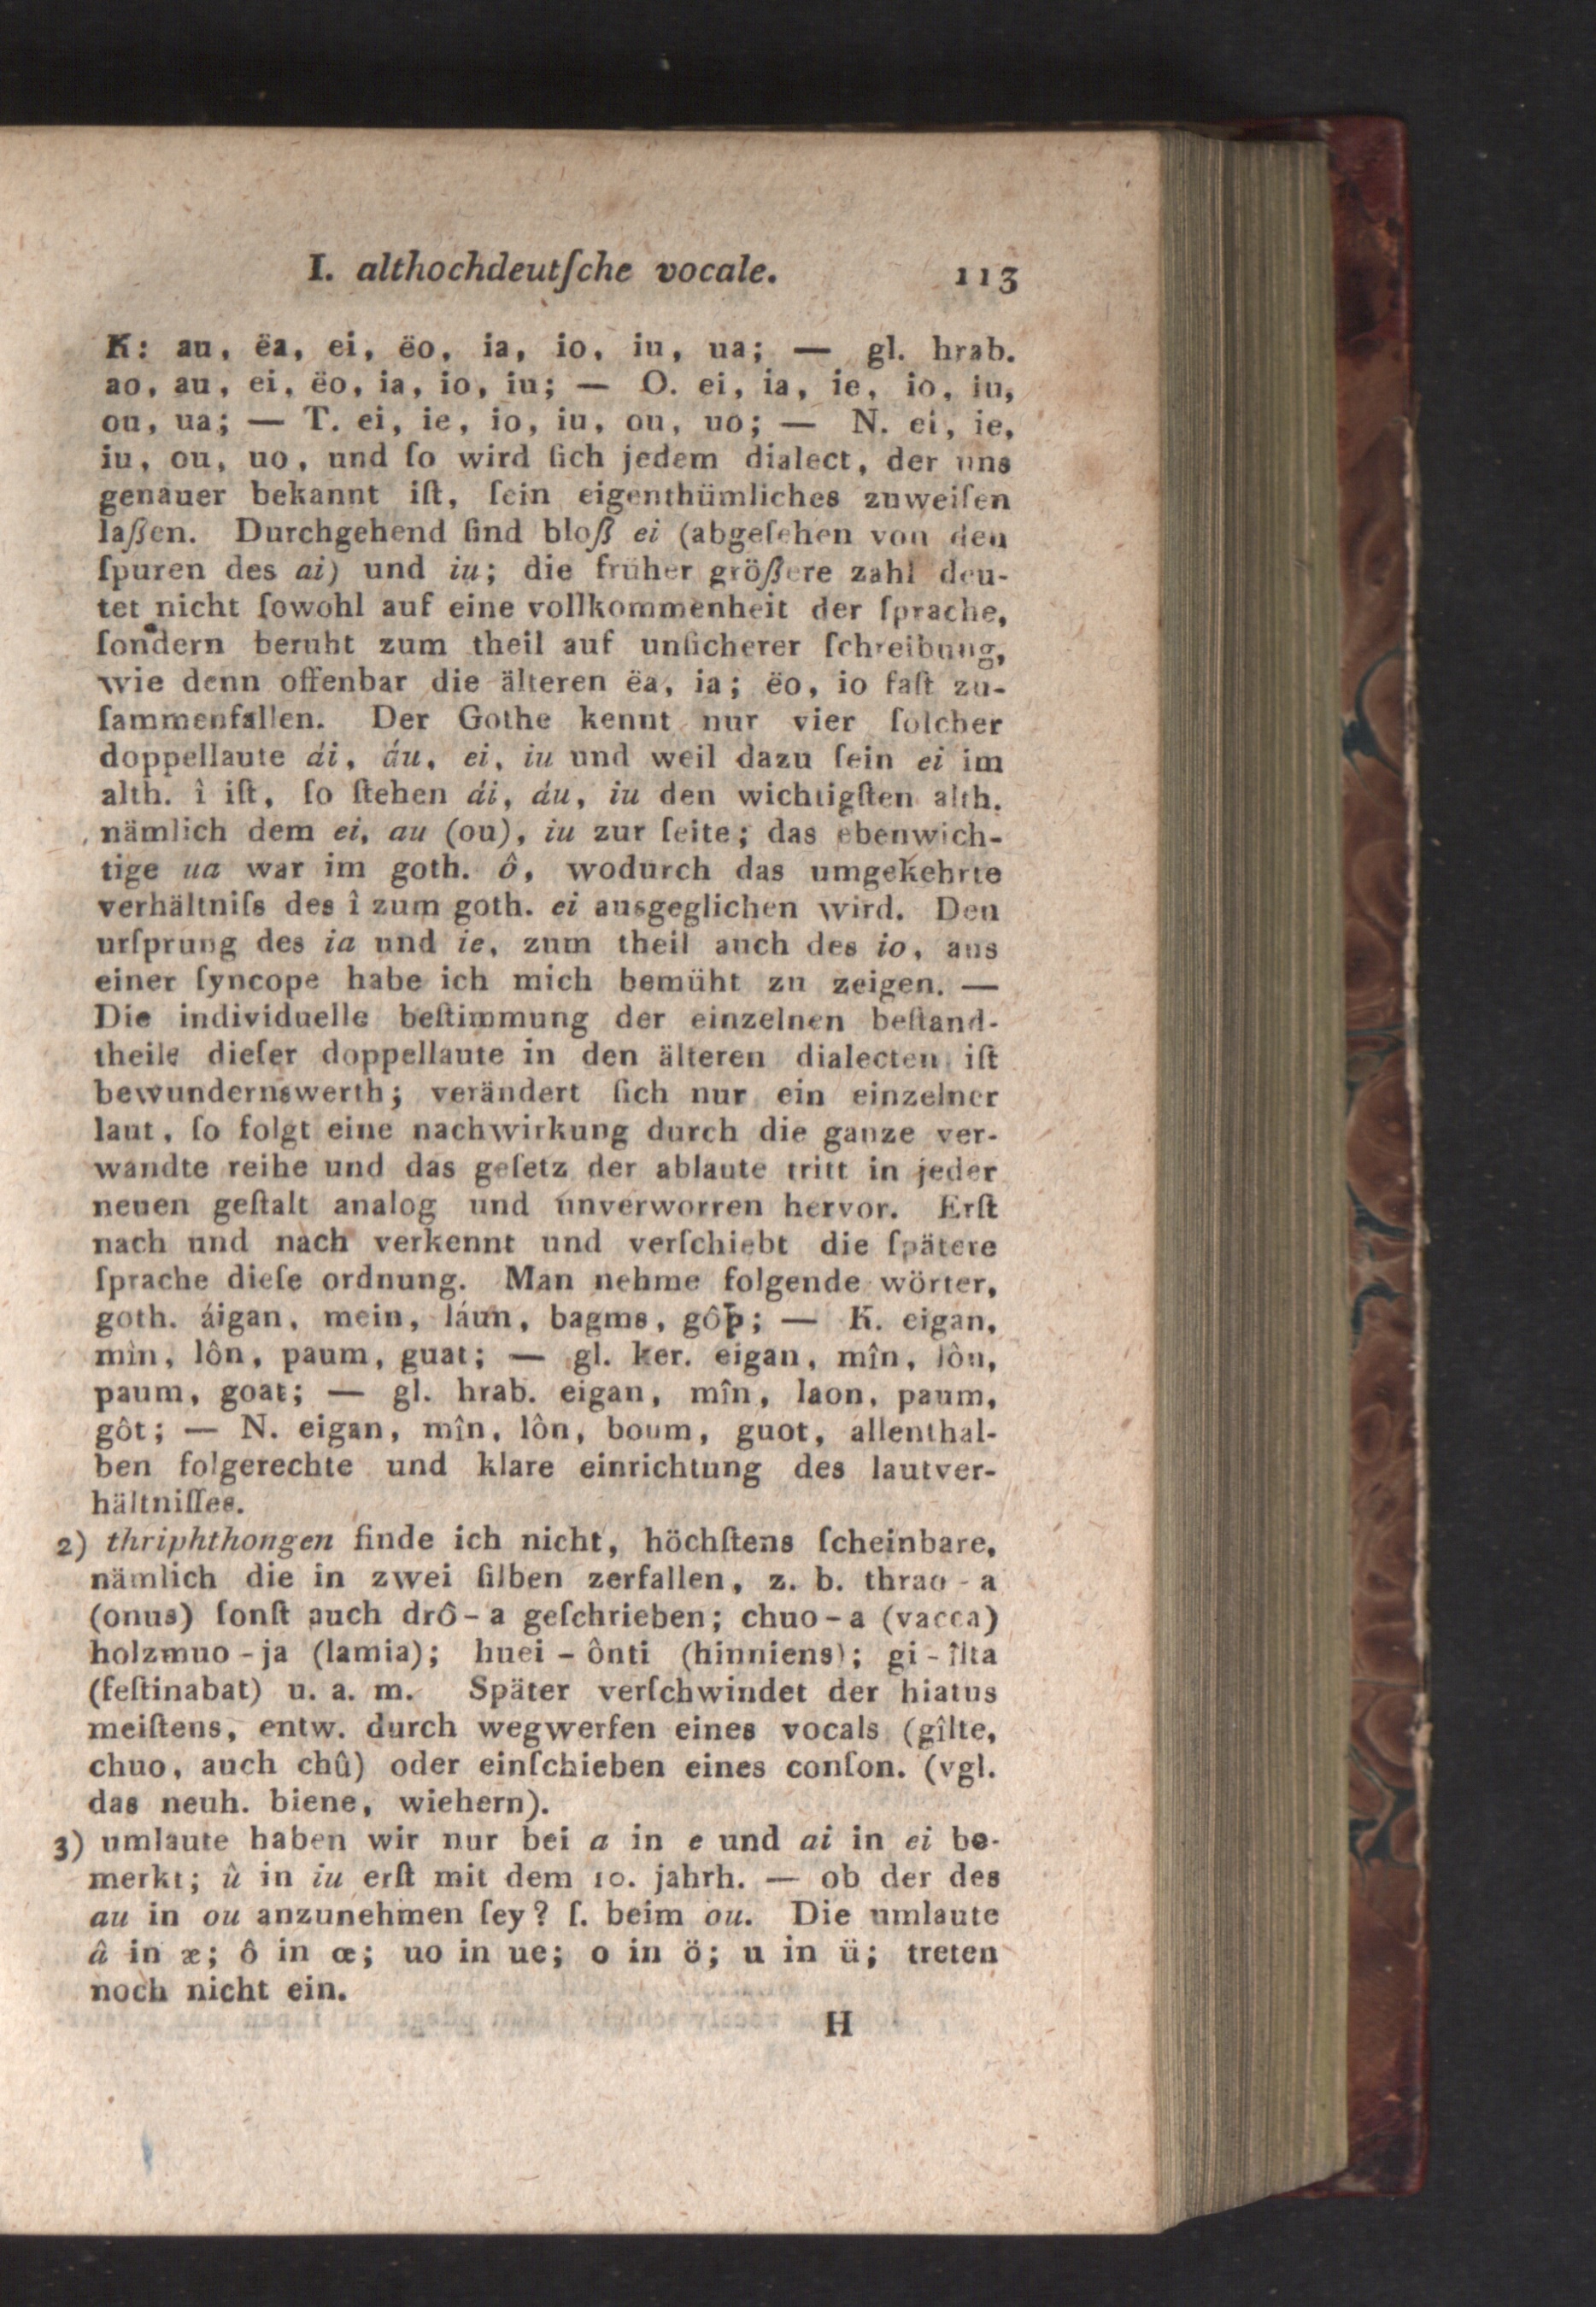 I. althochdeutſche vocale. 113
K: au, ëa, ei, ëo, ia, io, iu, ua; — gl. hrab.
ao, au, ei, ëo, ia, io, iu; — O. ei, ia, ie, io, iu,
ou, ua; — T. ei, ie, io, iu, ou, uo; — N. ei, ie,
iu, ou, uo, und ſo wird ſich jedem dialect, der uns
genauer bekannt iſt, ſein eigenthümliches zuweiſen
laßen. Durchgehend ſind bloß ei (abgeſehen von den
ſpuren des ai) und iu; die früher größere zahl deu-
tet nicht ſowohl auf eine vollkommenheit der ſprache,
ſondern beruht zum theil auf unſicherer ſchreibung,
wie denn offenbar die älteren ëa, ia; ëo, io faſt zu-
ſammenfallen. Der Gothe kennt nur vier ſolcher
doppellaute ái, áu, ei, iu und weil dazu ſein ei im
alth. î iſt, ſo ſtehen ái, áu, iu den wichtigſten alth.
nämlich dem ei, au (ou), iu zur ſeite; das ebenwich-
tige ua war im goth. ô, wodurch das umgekehrte
verhältniſs des î zum goth. ei ausgeglichen wird. Den
urſprung des ia und ie, zum theil auch des io, aus
einer ſyncope habe ich mich bemüht zu zeigen. —
Die individuelle beſtimmung der einzelnen beſtand-
theile dieſer doppellaute in den älteren dialecten iſt
bewundernswerth; verändert ſich nur ein einzelner
laut, ſo folgt eine nachwirkung durch die ganze ver-
wandte reihe und das geſetz der ablaute tritt in jeder
neuen geſtalt analog und unverworren hervor. Erſt
nach und nach verkennt und verſchiebt die ſpätere
ſprache dieſe ordnung. Man nehme folgende wörter,
goth. áigan, mein, láun, bagms, gôþ; — K. eigan,
mîn, lôn, paum, guat; — gl. ker. eigan, mîn, lôn,
paum, goat; — gl. hrab. eigan, mîn, laon, paum,
gôt; — N. eigan, mîn, lôn, boum, guot, allenthal-
ben folgerechte und klare einrichtung des lautver-
hältniſſes.
2) thriphthongen finde ich nicht, höchſtens ſcheinbare,
nämlich die in zwei ſilben zerfallen, z. b. thrao-a
(onus) ſonſt auch drô-a geſchrieben; chuo-a (vacca)
holzmuo-ja (lamia); huei-ônti (hinniens); gi-îlta
(feſtinabat) u. a. m. Später verſchwindet der hiatus
meiſtens, entw. durch wegwerfen eines vocals (gîlte,
chuo, auch chû) oder einſchieben eines conſon. (vgl.
das neuh. biene, wiehern).
3) umlaute haben wir nur bei a in e und ai in ei be-
merkt; û in iu erſt mit dem 10. jahrh. — ob der des
au in ou anzunehmen ſey? ſ. beim ou. Die umlaute
â in æ; ô in œ; uo in ue; o in ö; u in ü; treten
noch nicht ein.
H